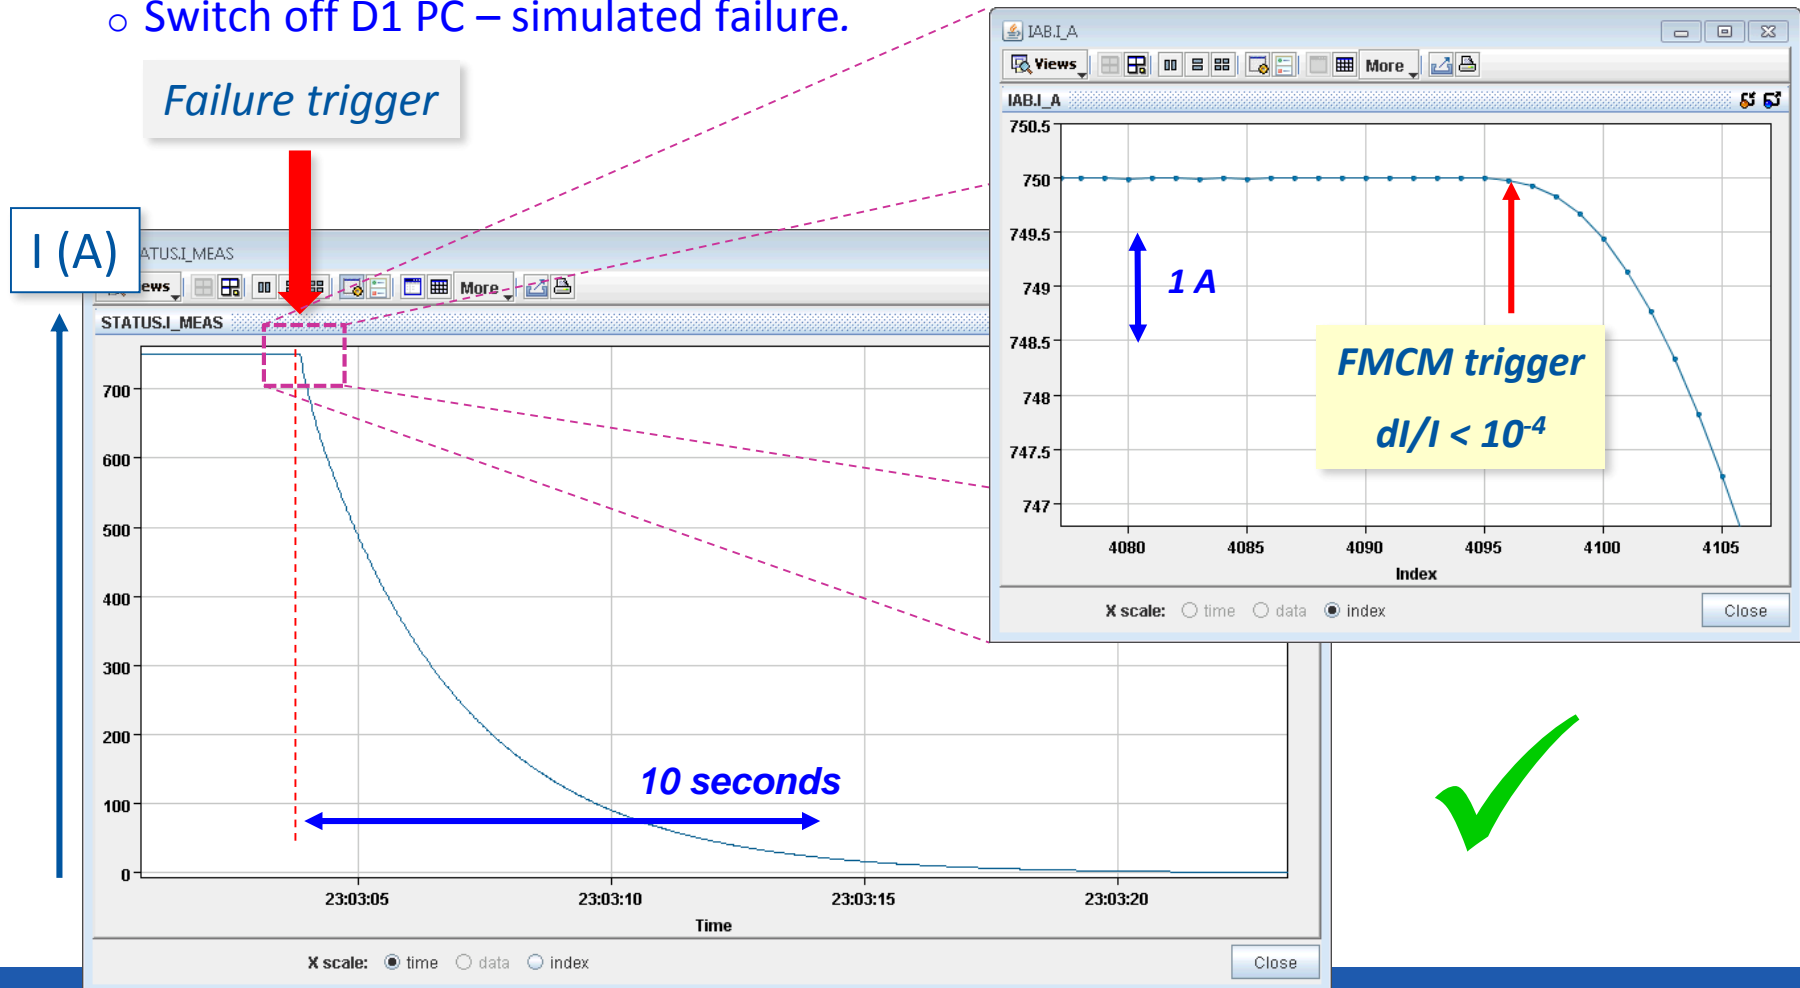 ○ Switch off D1 PC – simulated failure.
Failure trigger
I (A)
ATUS.I_MEAS
ews
More
STATUS.I_MEAS
700
600
500
400
300
200
100
0
10 seconds
23:03:05 23:03:10 23:03:15 23:03:20
Time
X scale: time data index
Close
IAB.I_A
Views More
IAB.I_A
750.5
750
749.5
749
748.5
748
747.5
747
1 A
FMCM trigger
dI/I < 10⁻⁴
4080 4085 4090 4095 4100 4105
Index
X scale: time data index
Close